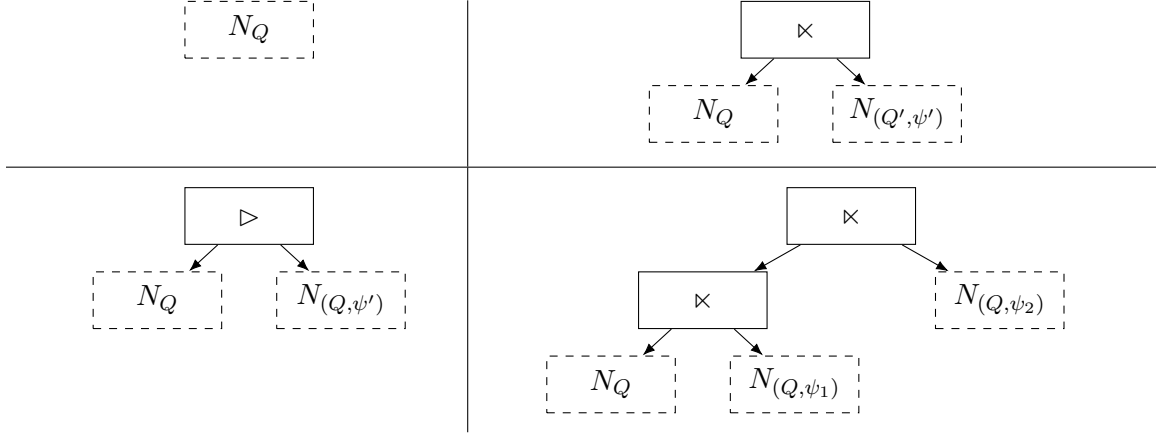 N_Q
⋉
N_Q N_{(Q′,ψ′)}
▷
N_Q N_{(Q,ψ′)}
⋉
⋉ N_{(Q,ψ_2)}
N_Q N_{(Q,ψ_1)}